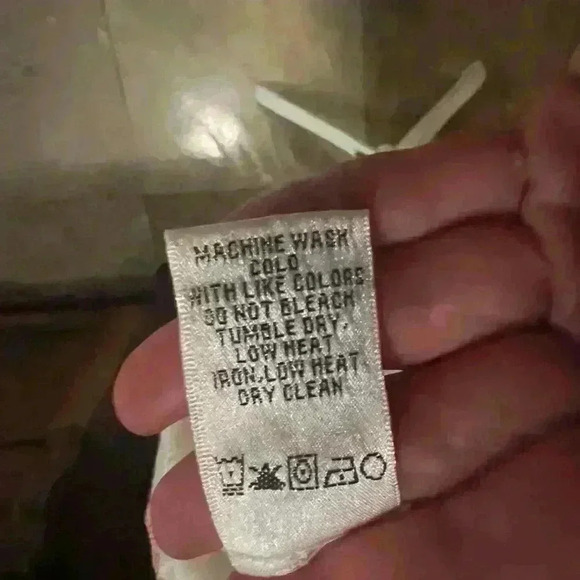 MACHINE WASH
COLD
WITH LIKE COLORS
DO NOT BLEACH
TUMBLE DRY.
LOW HEAT
IRON.LOW HEAT
DRY CLEAN